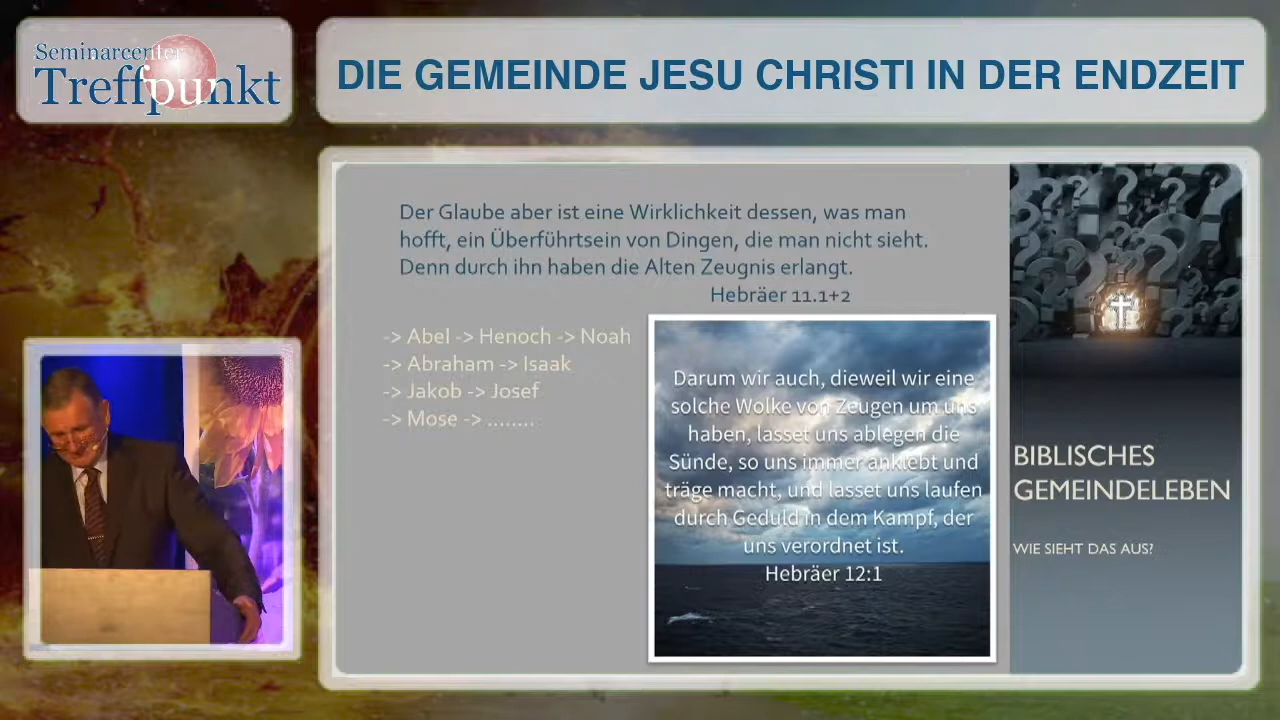 Seminarcenter
Treffpunkt
DIE GEMEINDE JESU CHRISTI IN DER ENDZEIT
Der Glaube aber ist eine Wirklichkeit dessen, was man
hofft, ein Überführtsein von Dingen, die man nicht sieht.
Denn durch ihn haben die Alten Zeugnis erlangt.
Hebräer 11.1+2
-> Abel -> Henoch -> Noah
-> Abraham -> Isaak
-> Jakob -> Josef
-> Mose -> ........
Darum wir auch, dieweil wir eine
solche Wolke von Zeugen um uns
haben, lasset uns ablegen die
Sünde, so uns immer anklebt und
träge macht, und lasset uns laufen
durch Geduld in dem Kampf, der
uns verordnet ist.
Hebräer 12:1
BIBLISCHES
GEMEINDELEBEN
WIE SIEHT DAS AUS?